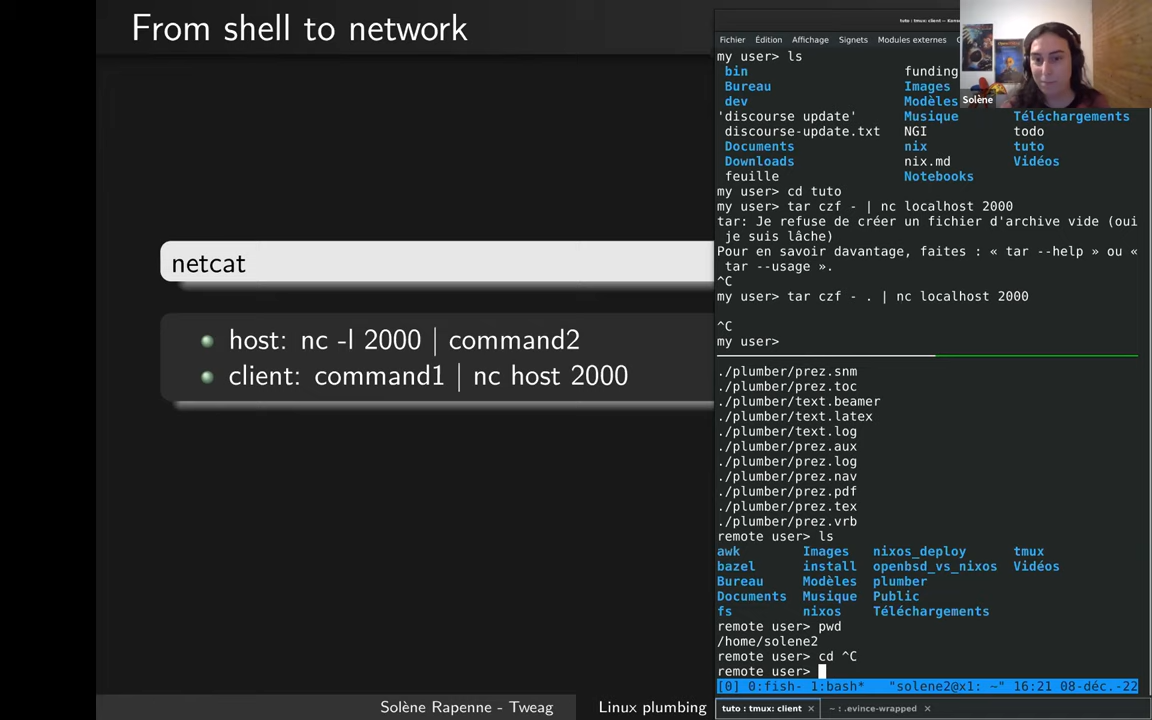 From shell to network
netcat
host: nc -l 2000 | command2
client: command1 | nc host 2000
Solène Rapenne - Tweag
Linux plumbing
tuto : tmux: client — Kons
Fichier Édition Affichage Signets Modules externes
Solène
my user> ls
bin funding
Bureau Images
dev Modèles
'discourse update' Musique Téléchargements
discourse-update.txt NGI todo
Documents nix tuto
Downloads nix.md Vidéos
feuille Notebooks
my user> cd tuto
my user> tar czf - | nc localhost 2000
tar: Je refuse de créer un fichier d'archive vide (oui
je suis lâche)
Pour en savoir davantage, faites : « tar --help » ou «
tar --usage ».
^C
my user> tar czf - . | nc localhost 2000
^C
my user>
./plumber/prez.snm
./plumber/prez.toc
./plumber/text.beamer
./plumber/text.latex
./plumber/text.log
./plumber/prez.aux
./plumber/prez.log
./plumber/prez.nav
./plumber/prez.pdf
./plumber/prez.tex
./plumber/prez.vrb
remote user> ls
awk Images nixos_deploy tmux
bazel install openbsd_vs_nixos Vidéos
Bureau Modèles plumber
Documents Musique Public
fs nixos Téléchargements
remote user> pwd
/home/solene2
remote user> cd ^C
remote user>
[0] 0:fish- 1:bash* "solene2@x1: ~" 16:21 08-déc.-22
tuto : tmux: client × ~ : .evince-wrapped ×